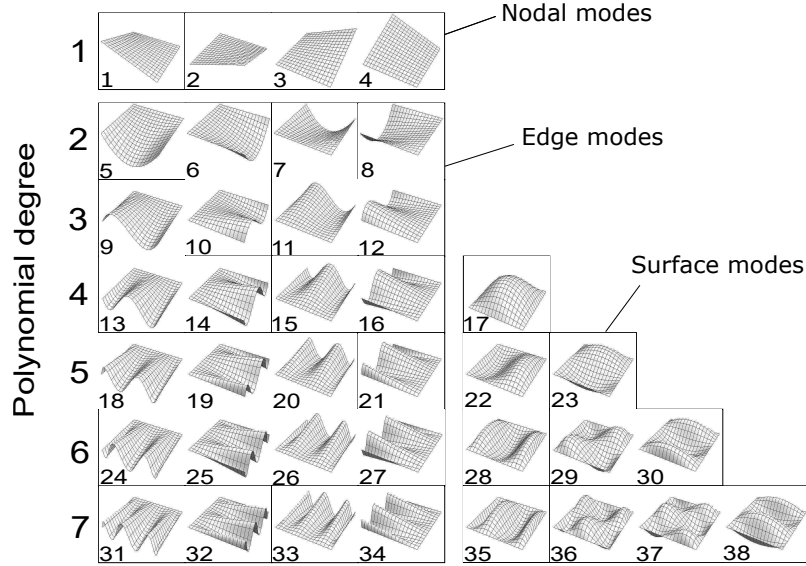 Nodal modes
1
1 2 3 4
Edge modes
2
5 6 7 8
3
9 10 11 12
Surface modes
4
13 14 15 16 17
5
18 19 20 21 22 23
6
24 25 26 27 28 29 30
7
31 32 33 34 35 36 37 38
Polynomial degree